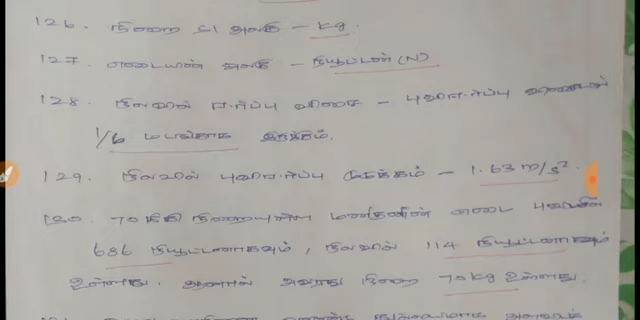 126. நிறை SI அலகு – kg.
127. எடையின் அலகு – நியூட்டன் (N)
128. நிலவின் ஈர்ப்பு விசை – புவிஈர்ப்பு
1/6 மடங்காக இருக்கும்.
129. நிலவின் புவிஈர்ப்பு முடுக்கம் – 1.63 m/s².
130. 70 கிகி நிறையுள்ள மனிதனின் எடை புவியில்
686 நியூட்டனாகவும், நிலவில் 114 நியூட்டனாகவும்
உள்ளது. ஆனால் அவரது நிறை 70 kg உள்ளது.